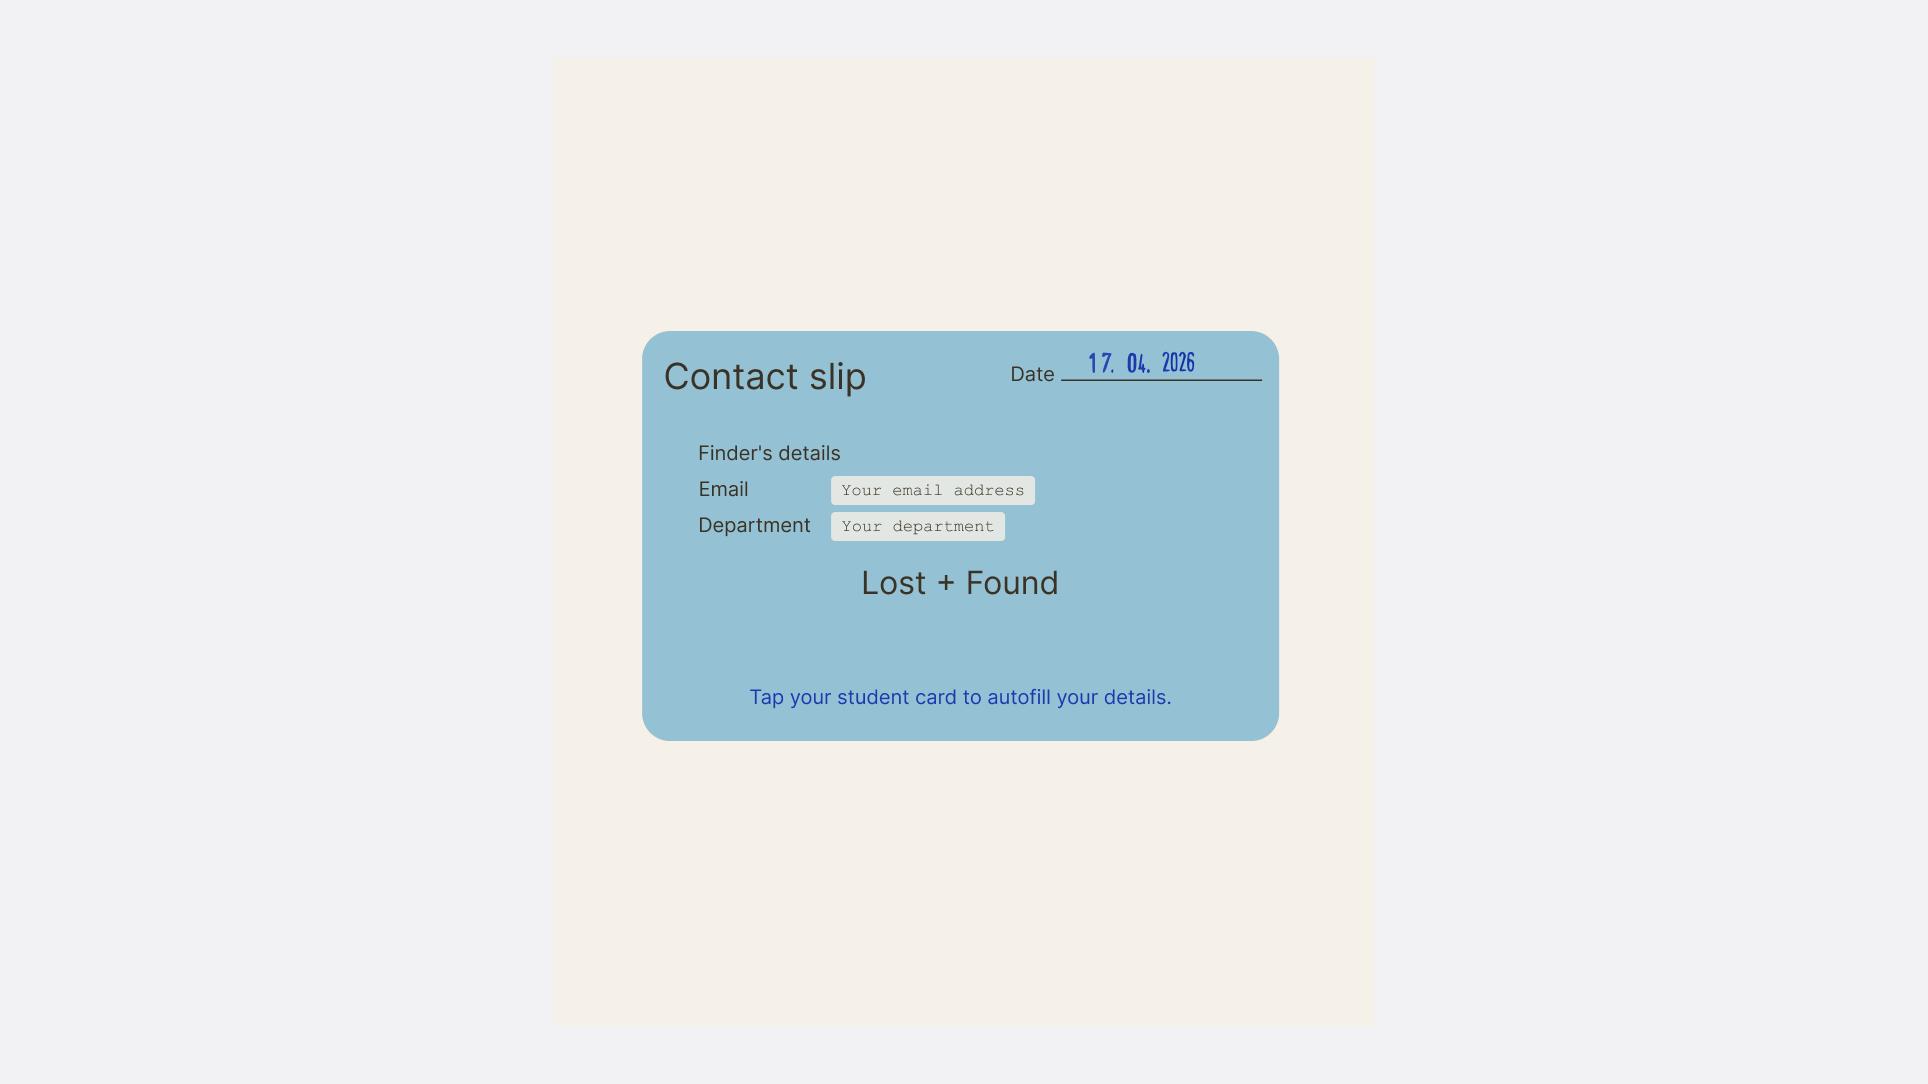 Contact slip
Date 17. 04. 2026
Finder's details
Email Your email address
Department Your department
Lost + Found
Tap your student card to autofill your details.